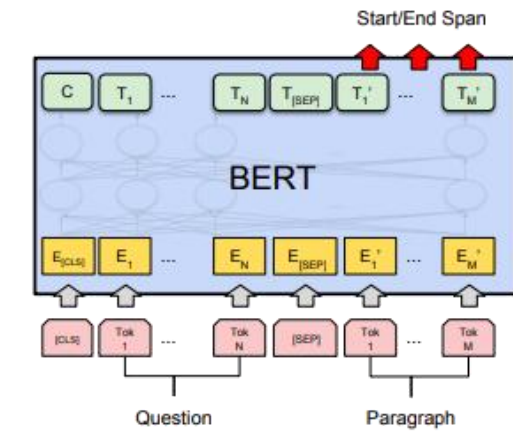 Start/End Span
C T1 ... TN T[SEP] T1' ... TM'
BERT
E[CLS] E1 ... EN E[SEP] E1' ... EM'
[CLS] Tok 1 ... Tok N [SEP] Tok 1 ... Tok M
Question Paragraph